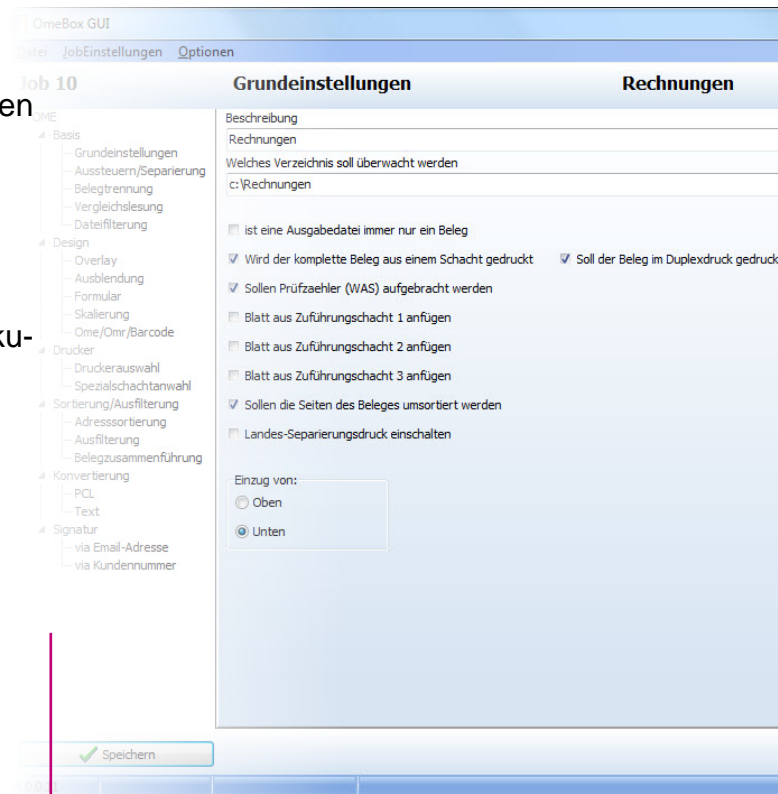 OmeBox GUI
Datei JobEinstellungen Optionen
Job 10 Grundeinstellungen Rechnungen
en
OME
Basis
Grundeinstellungen
Aussteuern/Separierung
Belegtrennung
Vergleichslesung
Dateifilterung
Design
Overlay
Ausblendung
Formular
Skalierung
Ome/Omr/Barcode
ku-
Drucker
Druckerauswahl
Spezialschachtanwahl
Sortierung/Ausfilterung
Adresssortierung
Ausfilterung
Belegzusammenführung
Konvertierung
PCL
Text
Signatur
via Email-Adresse
via Kundennummer
Beschreibung
Rechnungen
Welches Verzeichnis soll überwacht werden
c:\Rechnungen
ist eine Ausgabedatei immer nur ein Beleg
Wird der komplette Beleg aus einem Schacht gedruckt Soll der Beleg im Duplexdruck gedruck
Sollen Prüfzaehler (WAS) aufgebracht werden
Blatt aus Zuführungschacht 1 anfügen
Blatt aus Zuführungschacht 2 anfügen
Blatt aus Zuführungschacht 3 anfügen
Sollen die Seiten des Beleges umsortiert werden
Landes-Separierungsdruck einschalten
Einzug von:
Oben
Unten
Speichern